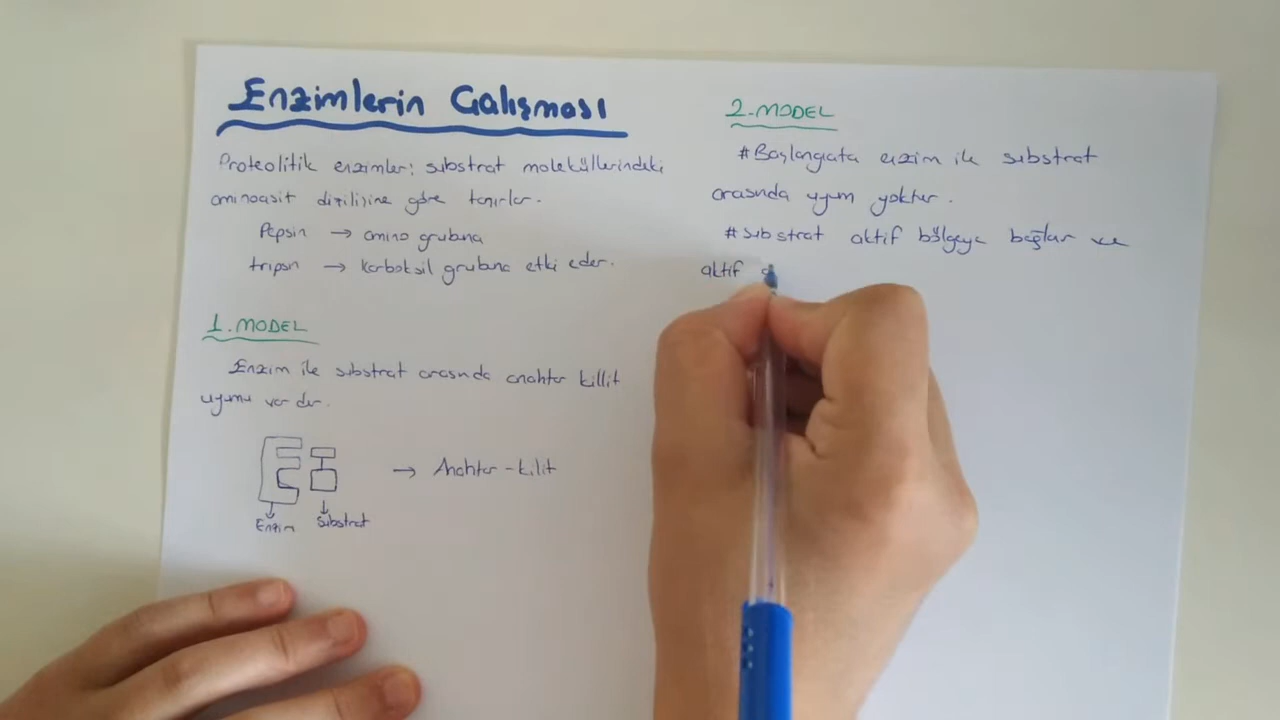 Enzimlerin Çalışması
Proteolitik enzimler; substrat moleküllerindeki
aminoasit dizilişine göre tanırlar.
Pepsin → amino grubuna
tripsin → karboksil grubuna etki eder.
1.MODEL
Enzim ile substrat arasında anahtar killit
uyumu vardır.
→ Anahtar-kilit
Enzim Substrat
2.MODEL
#Başlangıçta enzim ile substrat
arasında uyum yoktur.
#Substrat aktif bölgeye bağlar ve
aktif